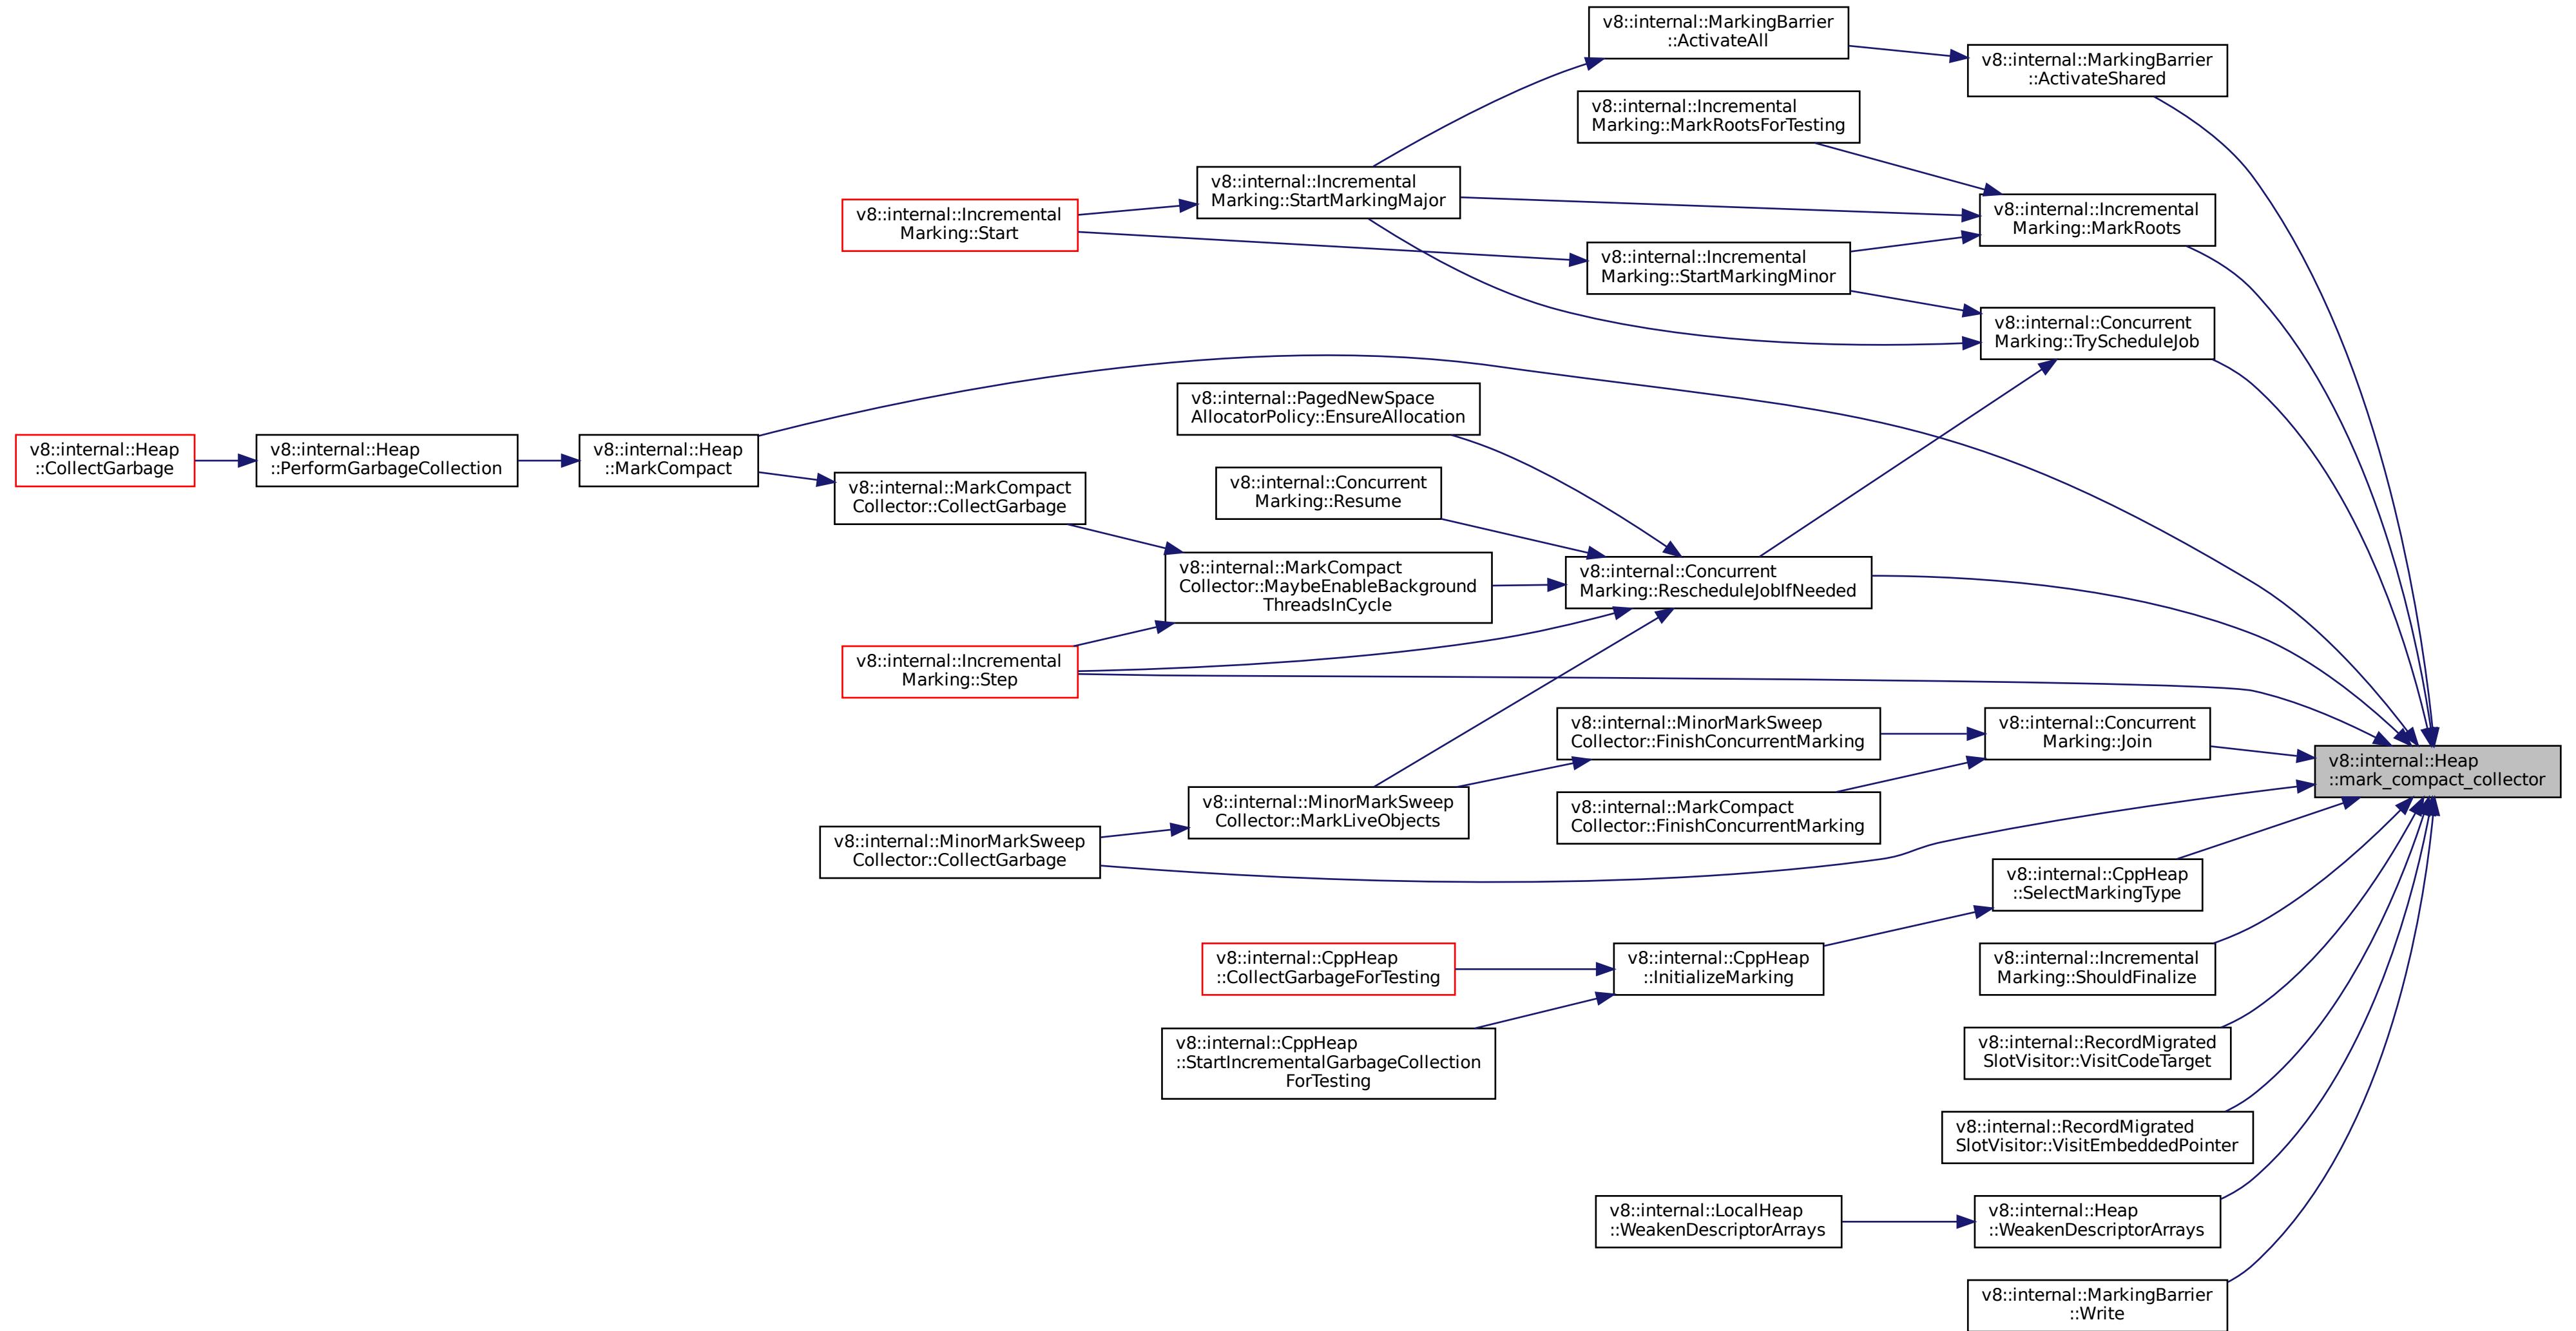 v8::internal::MarkingBarrier
::ActivateAll
v8::internal::MarkingBarrier
::ActivateShared
v8::internal::Incremental
Marking::MarkRootsForTesting
v8::internal::Incremental
Marking::StartMarkingMajor
v8::internal::Incremental
Marking::MarkRoots
v8::internal::Incremental
Marking::Start
v8::internal::Incremental
Marking::StartMarkingMinor
v8::internal::Concurrent
Marking::TryScheduleJob
v8::internal::PagedNewSpace
AllocatorPolicy::EnsureAllocation
v8::internal::Heap
::CollectGarbage
v8::internal::Heap
::PerformGarbageCollection
v8::internal::Heap
::MarkCompact
v8::internal::MarkCompact
Collector::CollectGarbage
v8::internal::Concurrent
Marking::Resume
v8::internal::MarkCompact
Collector::MaybeEnableBackground
ThreadsInCycle
v8::internal::Concurrent
Marking::RescheduleJobIfNeeded
v8::internal::Incremental
Marking::Step
v8::internal::MinorMarkSweep
Collector::FinishConcurrentMarking
v8::internal::Concurrent
Marking::Join
v8::internal::Heap
::mark_compact_collector
v8::internal::MinorMarkSweep
Collector::MarkLiveObjects
v8::internal::MarkCompact
Collector::FinishConcurrentMarking
v8::internal::MinorMarkSweep
Collector::CollectGarbage
v8::internal::CppHeap
::SelectMarkingType
v8::internal::CppHeap
::CollectGarbageForTesting
v8::internal::CppHeap
::InitializeMarking
v8::internal::Incremental
Marking::ShouldFinalize
v8::internal::CppHeap
::StartIncrementalGarbageCollection
ForTesting
v8::internal::RecordMigrated
SlotVisitor::VisitCodeTarget
v8::internal::RecordMigrated
SlotVisitor::VisitEmbeddedPointer
v8::internal::LocalHeap
::WeakenDescriptorArrays
v8::internal::Heap
::WeakenDescriptorArrays
v8::internal::MarkingBarrier
::Write